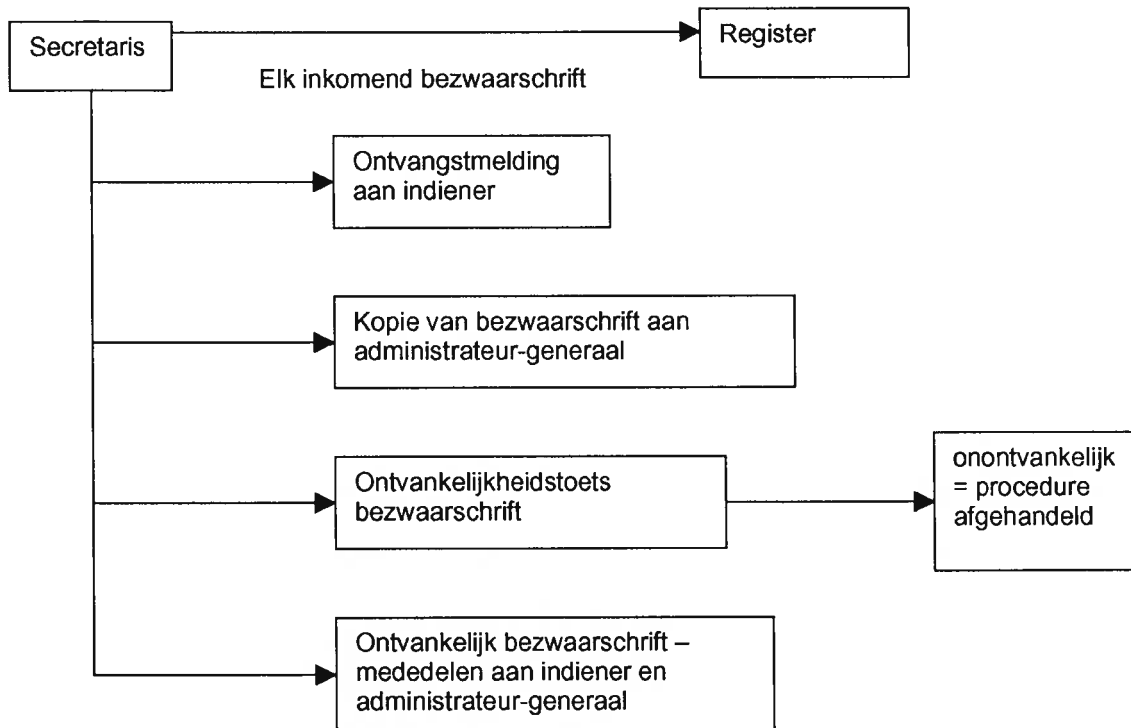 Secretaris
Register
Elk inkomend bezwaarschrift
Ontvangstmelding
aan indiener
Kopie van bezwaarschrift aan
administrateur-generaal
Ontvankelijkheidstoets
bezwaarschrift
onontvankelijk
= procedure
afgehandeld
Ontvankelijk bezwaarschrift –
mededelen aan indiener en
administrateur-generaal